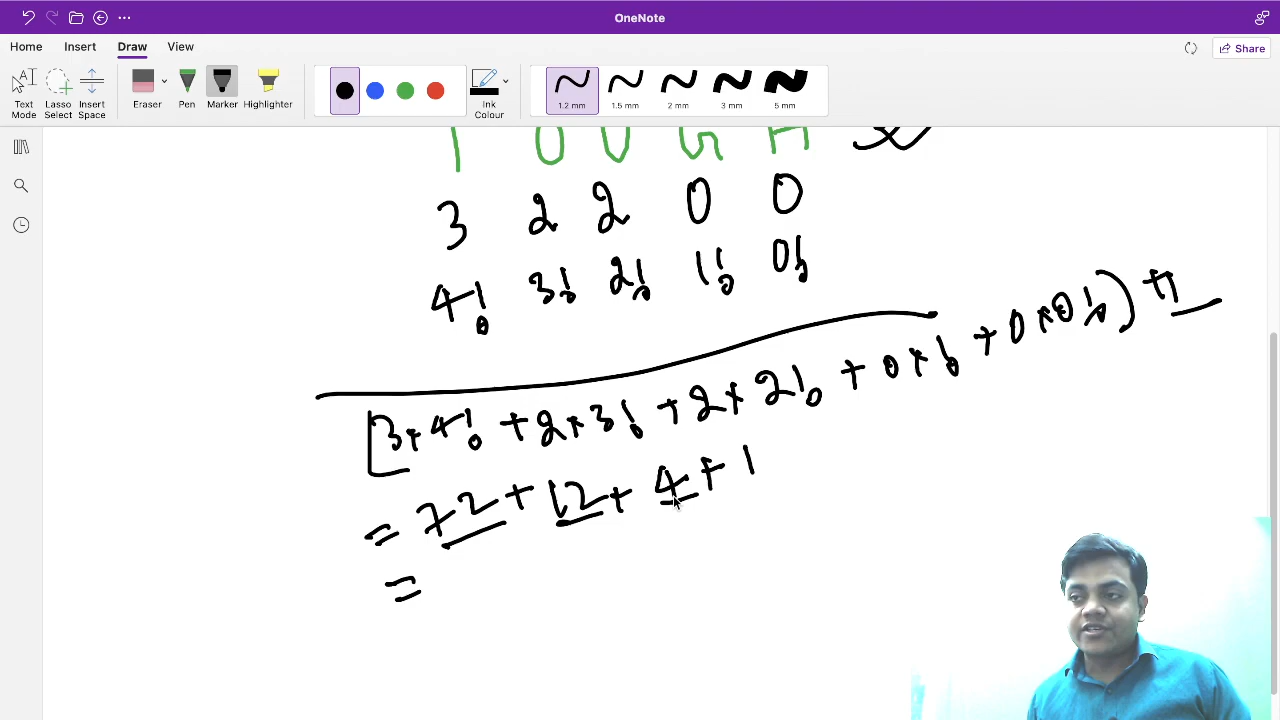 OneNote
Home Insert Draw View
Share
Text Mode
Lasso Select
Insert Space
Eraser
Pen
Marker
Highlighter
Ink Colour
1.2 mm
1.5 mm
2 mm
3 mm
5 mm
T O U G H
3 2 2 0 0
4! 3! 2! 1! 0!
[3×4! + 2×3! + 2×2! + 0×1! + 0×0!) + 1
= 72 + 12 + 4 + 1
=